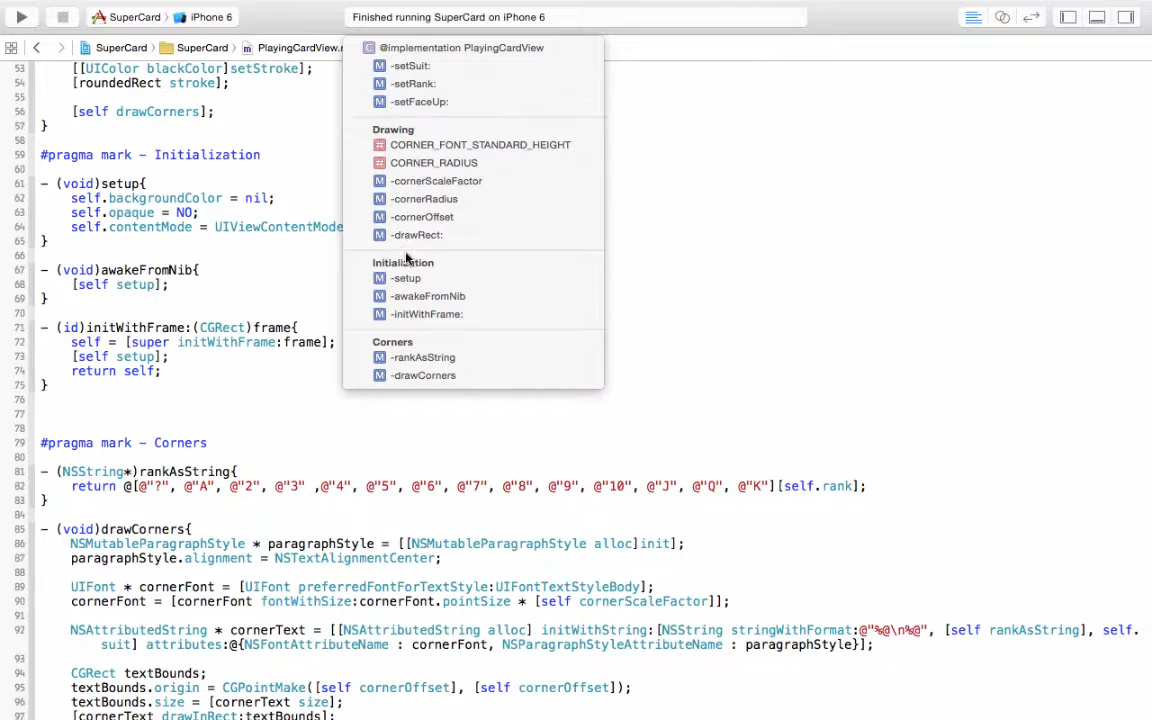 SuperCard
iPhone 6
Finished running SuperCard on iPhone 6
SuperCard
SuperCard
PlayingCardView.
@implementation PlayingCardView
-setSuit:
-setRank:
-setFaceUp:
Drawing
CORNER_FONT_STANDARD_HEIGHT
CORNER_RADIUS
-cornerScaleFactor
-cornerRadius
-cornerOffset
-drawRect:
Initialization
-setup
-awakeFromNib
-initWithFrame:
Corners
-rankAsString
-drawCorners
53 [[UIColor blackColor]setStroke];
54 [roundedRect stroke];
55
56 [self drawCorners];
57 }
58
59 #pragma mark - Initialization
60
61 - (void)setup{
62 self.backgroundColor = nil;
63 self.opaque = NO;
64 self.contentMode = UIViewContentMode
65 }
66
67 - (void)awakeFromNib{
68 [self setup];
69 }
70
71 - (id)initWithFrame:(CGRect)frame{
72 self = [super initWithFrame:frame];
73 [self setup];
74 return self;
75 }
76
77
78
79 #pragma mark - Corners
80
81 - (NSString*)rankAsString{
82 return @[@"?", @"A", @"2", @"3" ,@"4", @"5", @"6", @"7", @"8", @"9", @"10", @"J", @"Q", @"K"][self.rank];
83 }
84
85 - (void)drawCorners{
86 NSMutableParagraphStyle * paragraphStyle = [[NSMutableParagraphStyle alloc]init];
87 paragraphStyle.alignment = NSTextAlignmentCenter;
88
89 UIFont * cornerFont = [UIFont preferredFontForTextStyle:UIFontTextStyleBody];
90 cornerFont = [cornerFont fontWithSize:cornerFont.pointSize * [self cornerScaleFactor]];
91
92 NSAttributedString * cornerText = [[NSAttributedString alloc] initWithString:[NSString stringWithFormat:@"%@\n%@", [self rankAsString], self.
suit] attributes:@{NSFontAttributeName : cornerFont, NSParagraphStyleAttributeName : paragraphStyle}];
93
94 CGRect textBounds;
95 textBounds.origin = CGPointMake([self cornerOffset], [self cornerOffset]);
96 textBounds.size = [cornerText size];
97 [cornerText drawInRect:textBounds];